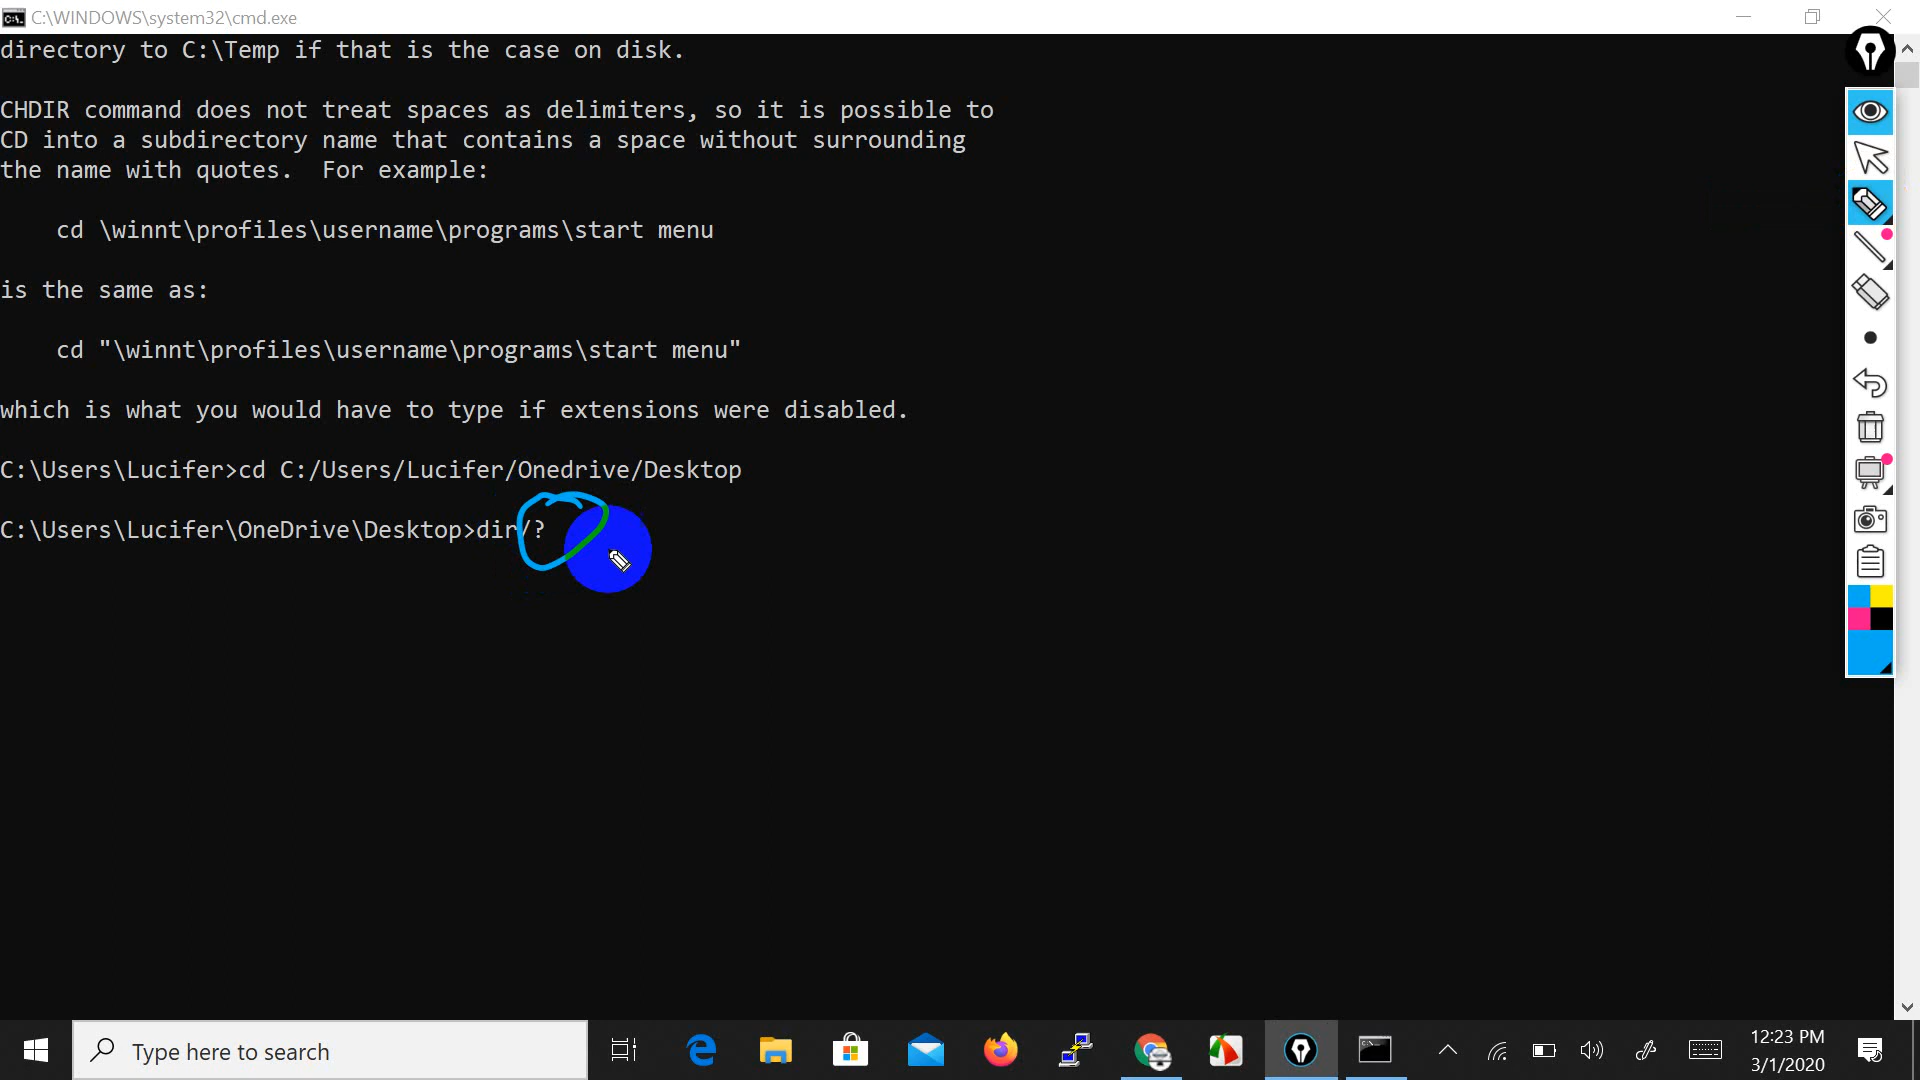 C:\WINDOWS\system32\cmd.exe
directory to C:\Temp if that is the case on disk.
CHDIR command does not treat spaces as delimiters, so it is possible to
CD into a subdirectory name that contains a space without surrounding
the name with quotes.  For example:
cd \winnt\profiles\username\programs\start menu
is the same as:
cd "\winnt\profiles\username\programs\start menu"
which is what you would have to type if extensions were disabled.
C:\Users\Lucifer>cd C:/Users/Lucifer/Onedrive/Desktop
C:\Users\Lucifer\OneDrive\Desktop>dir/?
Type here to search
12:23 PM
3/1/2020